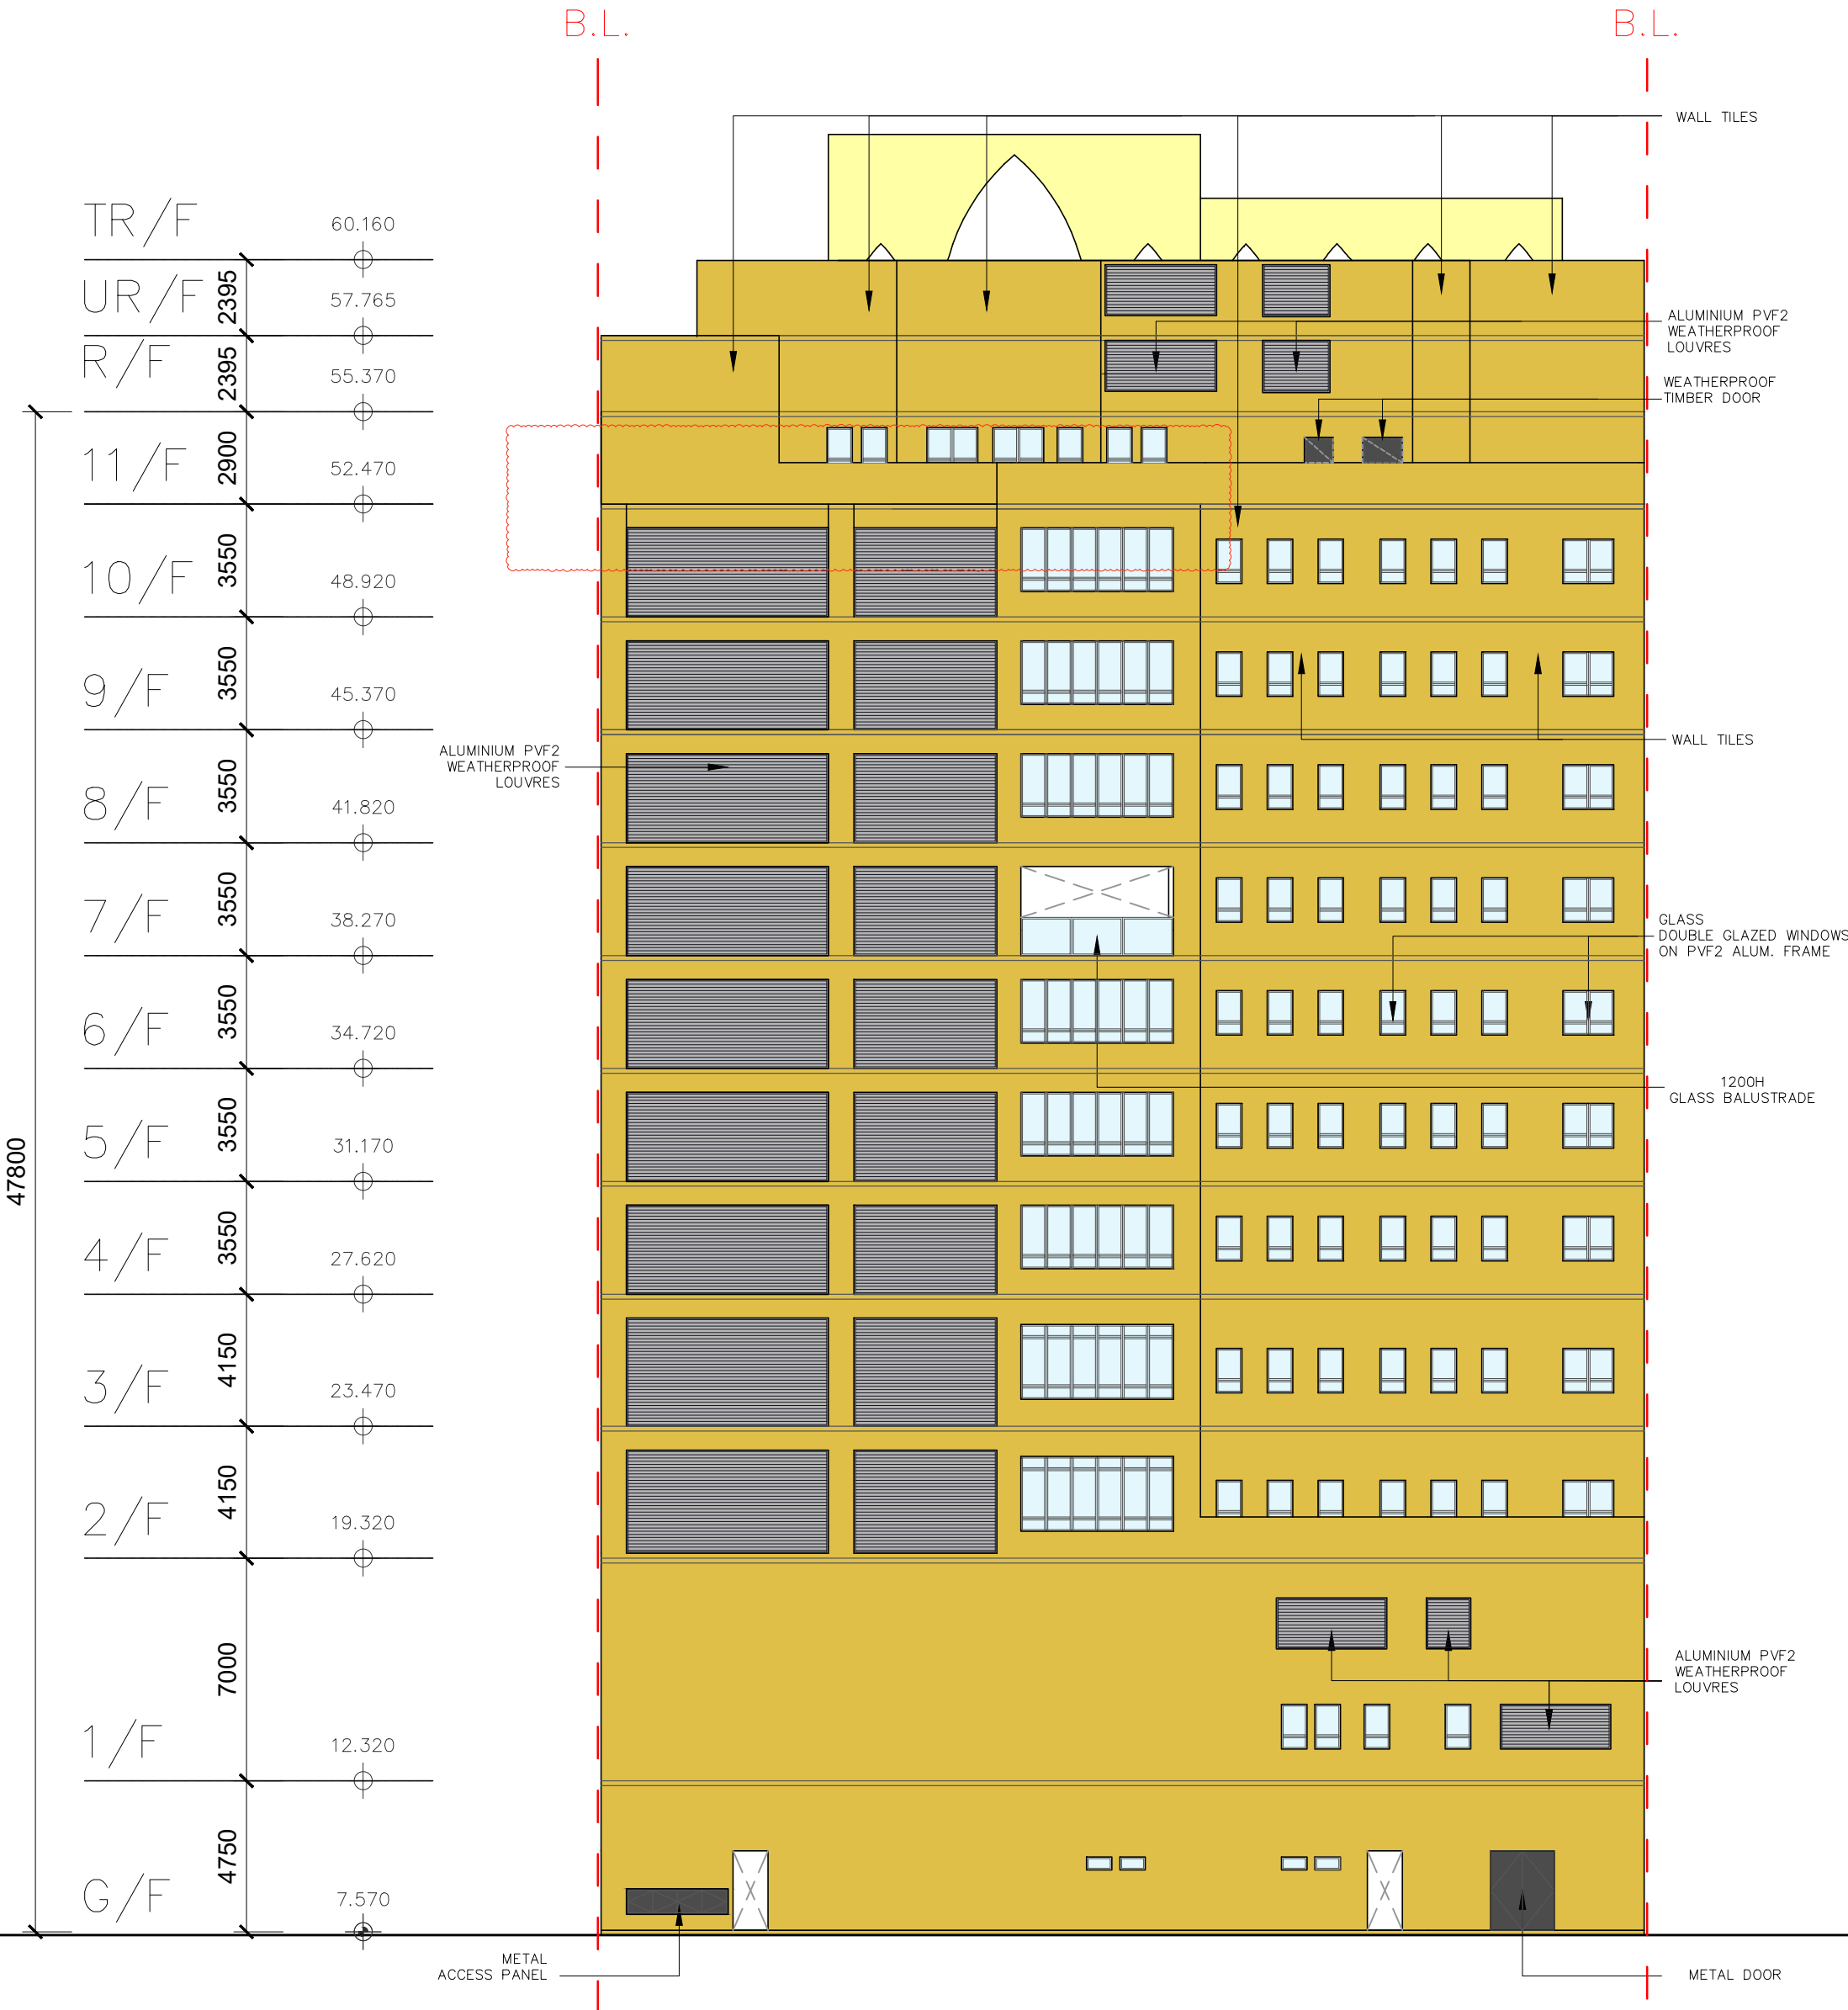 B.L.
B.L.
WALL TILES
TR/F
60.160
2395
UR/F
57.765
ALUMINIUM PVF2
WEATHERPROOF
LOUVRES
2395
R/F
55.370
WEATHERPROOF
TIMBER DOOR
2900
11/F
52.470
3550
10/F
48.920
3550
9/F
45.370
WALL TILES
ALUMINIUM PVF2
WEATHERPROOF
LOUVRES
3550
8/F
41.820
3550
7/F
38.270
GLASS
DOUBLE GLAZED WINDOWS
ON PVF2 ALUM. FRAME
3550
6/F
34.720
1200H
GLASS BALUSTRADE
3550
5/F
31.170
47800
3550
4/F
27.620
4150
3/F
23.470
4150
2/F
19.320
7000
ALUMINIUM PVF2
WEATHERPROOF
LOUVRES
1/F
12.320
4750
G/F
7.570
METAL
ACCESS PANEL
METAL DOOR